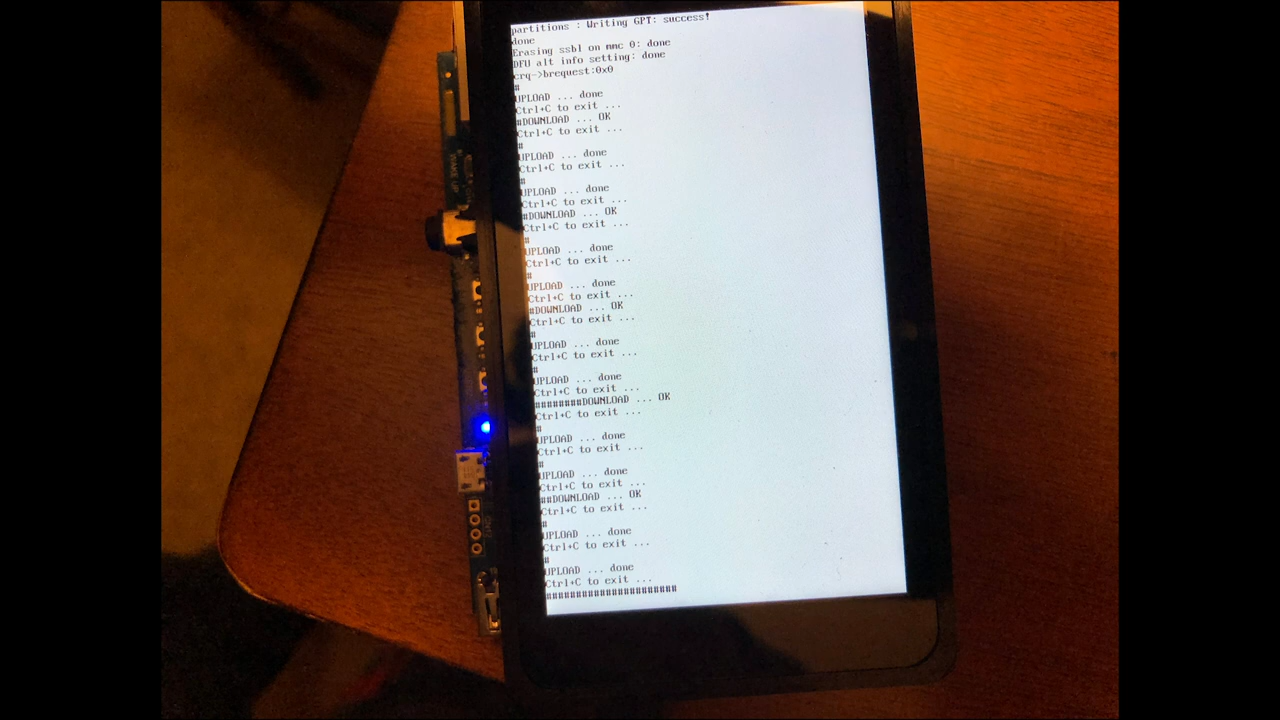 partitions : Writing GPT: success!
done
Erasing ssbl on mmc 0: done
DFU alt info setting: done
crq->brequest:0x0
#
UPLOAD ... done
Ctrl+C to exit ...
#DOWNLOAD ... OK
Ctrl+C to exit ...
#
UPLOAD ... done
Ctrl+C to exit ...
#
UPLOAD ... done
Ctrl+C to exit ...
#DOWNLOAD ... OK
Ctrl+C to exit ...
#
UPLOAD ... done
Ctrl+C to exit ...
#
UPLOAD ... done
Ctrl+C to exit ...
#DOWNLOAD ... OK
Ctrl+C to exit ...
#
UPLOAD ... done
Ctrl+C to exit ...
#
UPLOAD ... done
Ctrl+C to exit ...
########DOWNLOAD ... OK
Ctrl+C to exit ...
#
UPLOAD ... done
Ctrl+C to exit ...
#
UPLOAD ... done
Ctrl+C to exit ...
##DOWNLOAD ... OK
Ctrl+C to exit ...
#
UPLOAD ... done
Ctrl+C to exit ...
#
UPLOAD ... done
Ctrl+C to exit ...
######################
WAKE UP!